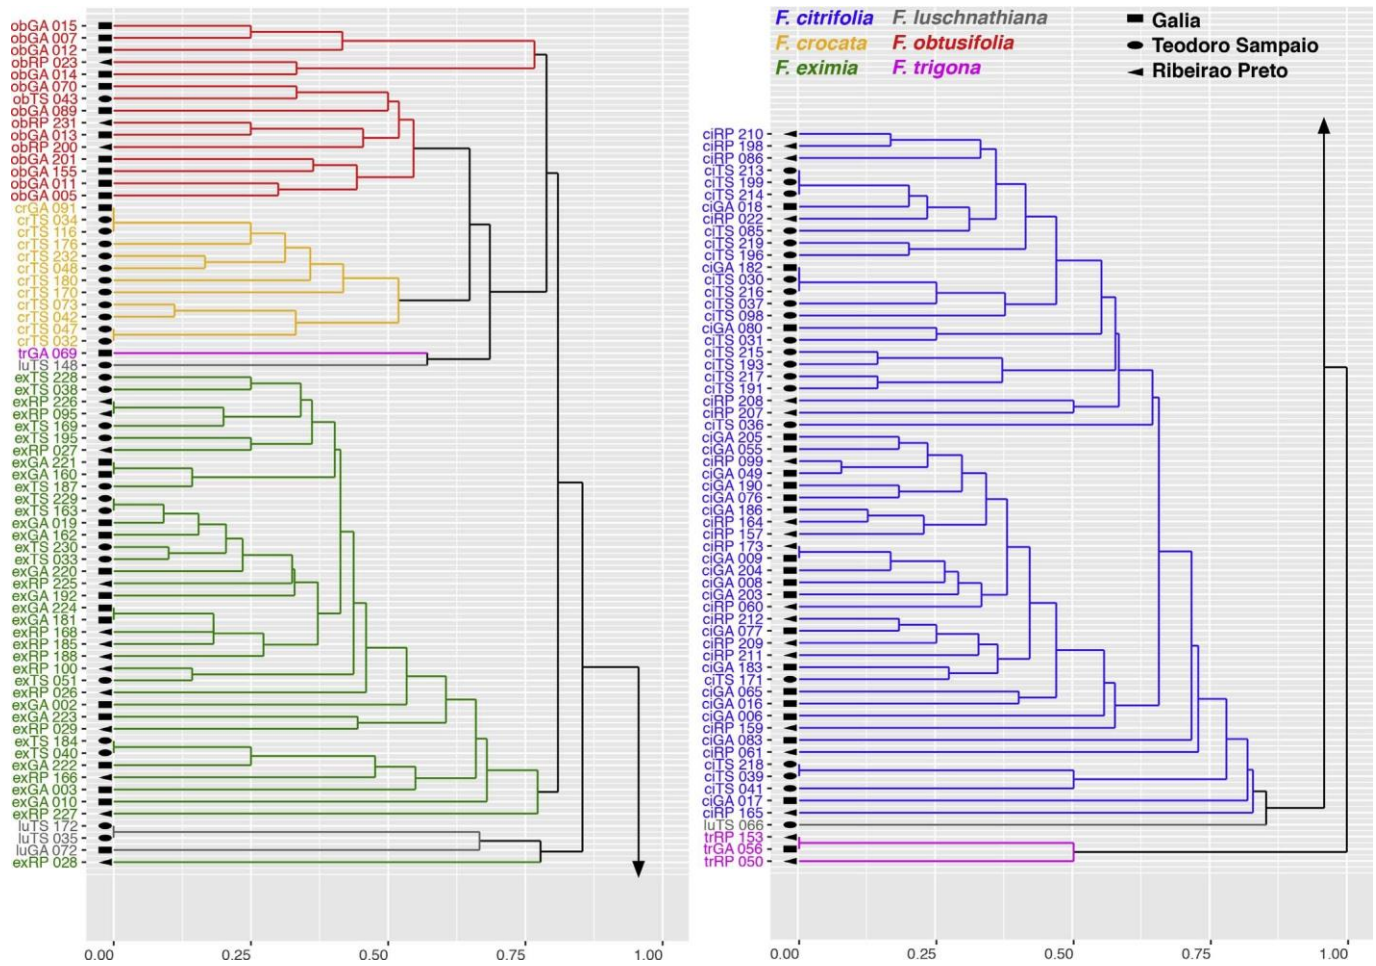 obGA 015
obGA 007
obGA 012
obRP 023
obGA 014
obGA 070
obTS 043
obGA 089
obRP 231
obGA 013
obRP 200
obGA 201
obGA 155
obGA 011
obGA 005
crGA 091
crTS 034
crTS 116
crTS 176
crTS 232
crTS 048
crTS 180
crTS 170
crTS 073
crTS 042
crTS 047
crTS 032
trGA 069
luTS 148
exTS 228
exTS 038
exRP 226
exRP 095
exTS 169
exTS 195
exRP 027
exGA 221
exGA 160
exTS 187
exTS 229
exTS 163
exGA 019
exGA 162
exTS 230
exTS 033
exGA 220
exRP 225
exGA 192
exGA 224
exGA 181
exRP 168
exRP 185
exRP 188
exRP 100
exTS 051
exRP 026
exGA 002
exGA 223
exRP 029
exTS 184
exTS 040
exGA 222
exRP 166
exGA 003
exGA 010
exRP 227
luTS 172
luTS 035
luGA 072
exRP 028
0.00 0.25 0.50 0.75 1.00
F. citrifolia F. luschnathiana
F. crocata F. obtusifolia
F. eximia F. trigona
Galia
Teodoro Sampaio
Ribeirao Preto
ciRP 210
ciRP 198
ciRP 086
ciTS 213
ciTS 199
ciTS 214
ciGA 018
ciRP 022
ciTS 085
ciTS 219
ciTS 196
ciGA 182
ciTS 030
ciTS 216
ciTS 037
ciTS 098
ciGA 080
ciTS 031
ciTS 215
ciTS 193
ciTS 217
ciTS 191
ciRP 208
ciRP 207
ciTS 036
ciGA 205
ciGA 055
ciRP 099
ciGA 049
ciGA 190
ciGA 076
ciGA 186
ciRP 164
ciRP 157
ciRP 173
ciGA 009
ciGA 204
ciGA 008
ciGA 203
ciRP 060
ciRP 212
ciGA 077
ciRP 209
ciRP 211
ciGA 183
ciTS 171
ciGA 065
ciGA 016
ciGA 006
ciRP 159
ciGA 083
ciRP 061
ciTS 218
ciTS 039
ciTS 041
ciGA 017
ciRP 165
luTS 066
trRP 153
trGA 056
trRP 050
0.00 0.25 0.50 0.75 1.00